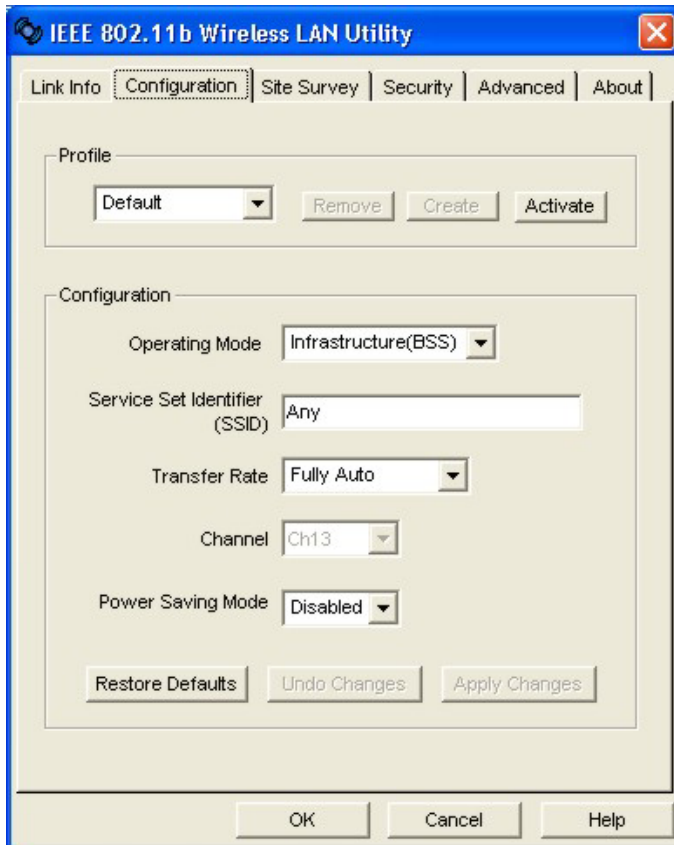 IEEE 802.11b Wireless LAN Utility
Link Info Configuration Site Survey Security Advanced About
Profile
Default Remove Create Activate
Configuration
Operating Mode Infrastructure(BSS)
Service Set Identifier
(SSID) Any
Transfer Rate Fully Auto
Channel Ch13
Power Saving Mode Disabled
Restore Defaults Undo Changes Apply Changes
OK Cancel Help